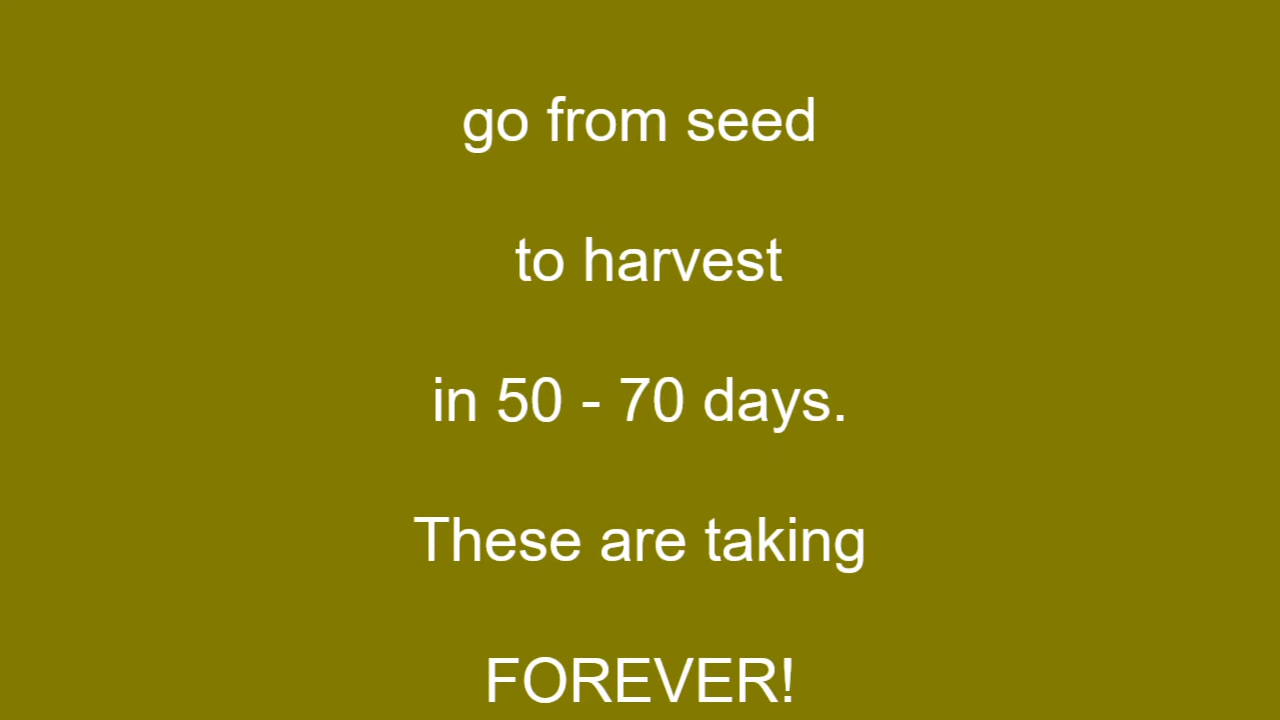 go from seed
to harvest
in 50 - 70 days.
These are taking
FOREVER!